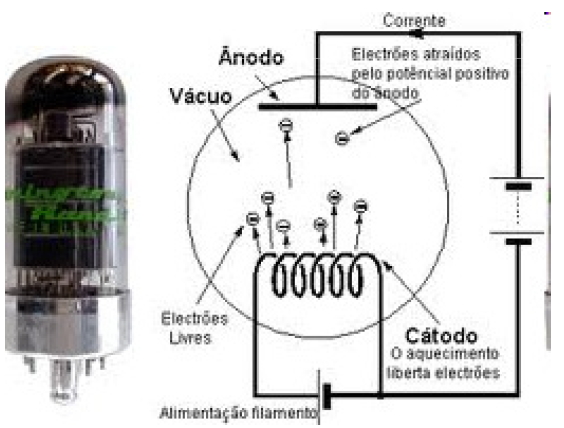 Corrente
Ânodo
Electrões atraídos
pelo potêncial positivo
do ânodo
Vácuo
Electrões
Livres
Cátodo
O aquecimento
liberta electrões
Alimentação filamento